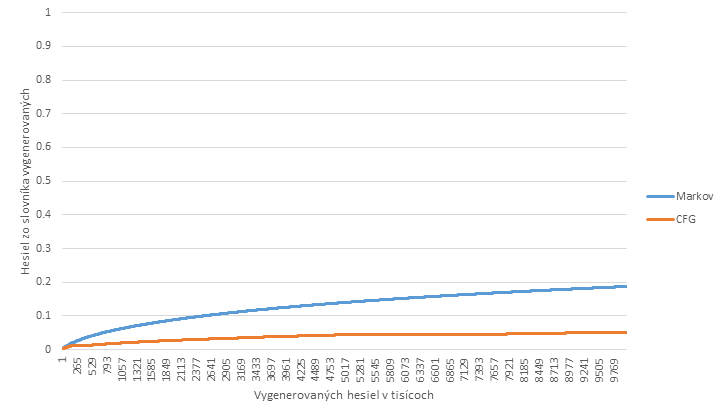 1
0.9
0.8
0.7
0.6
0.5
0.4
0.3
0.2
0.1
0
Hesiel zo slovníka vygenerovaných
1 265 529 793 1057 1321 1585 1849 2113 2377 2641 2905 3169 3433 3697 3961 4225 4489 4753 5017 5281 5545 5809 6073 6337 6601 6865 7129 7393 7657 7921 8185 8449 8713 8977 9241 9505 9769
Vygenerovaných hesiel v tisícoch
Markov
CFG